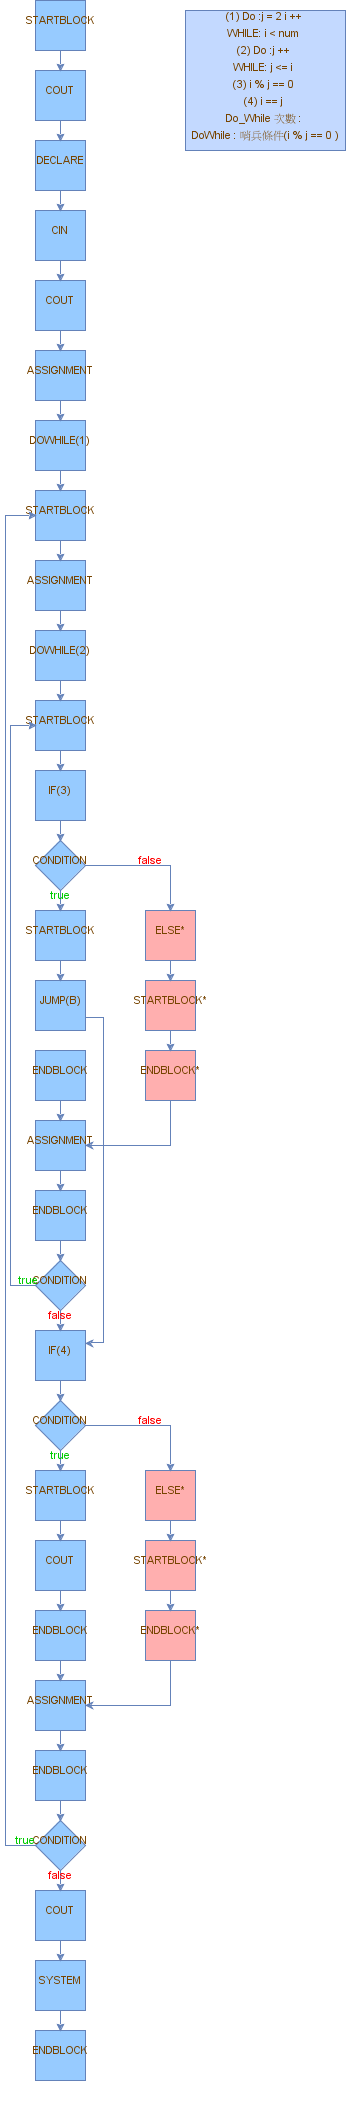 STARTBLOCK
(1) Do :j = 2 i ++
WHILE: i < num
(2) Do :j ++
WHILE: j <= i
(3) i % j == 0
(4) i == j
Do_While 次數 :
DoWhile : 哨兵條件(i % j == 0 )
COUT
DECLARE
CIN
COUT
ASSIGNMENT
DOWHILE(1)
STARTBLOCK
ASSIGNMENT
DOWHILE(2)
STARTBLOCK
IF(3)
CONDITION
false
true
STARTBLOCK
ELSE*
JUMP(B)
STARTBLOCK*
ENDBLOCK
ENDBLOCK*
ASSIGNMENT
ENDBLOCK
true
CONDITION
false
IF(4)
CONDITION
false
true
STARTBLOCK
ELSE*
COUT
STARTBLOCK*
ENDBLOCK
ENDBLOCK*
ASSIGNMENT
ENDBLOCK
true
CONDITION
false
COUT
SYSTEM
ENDBLOCK